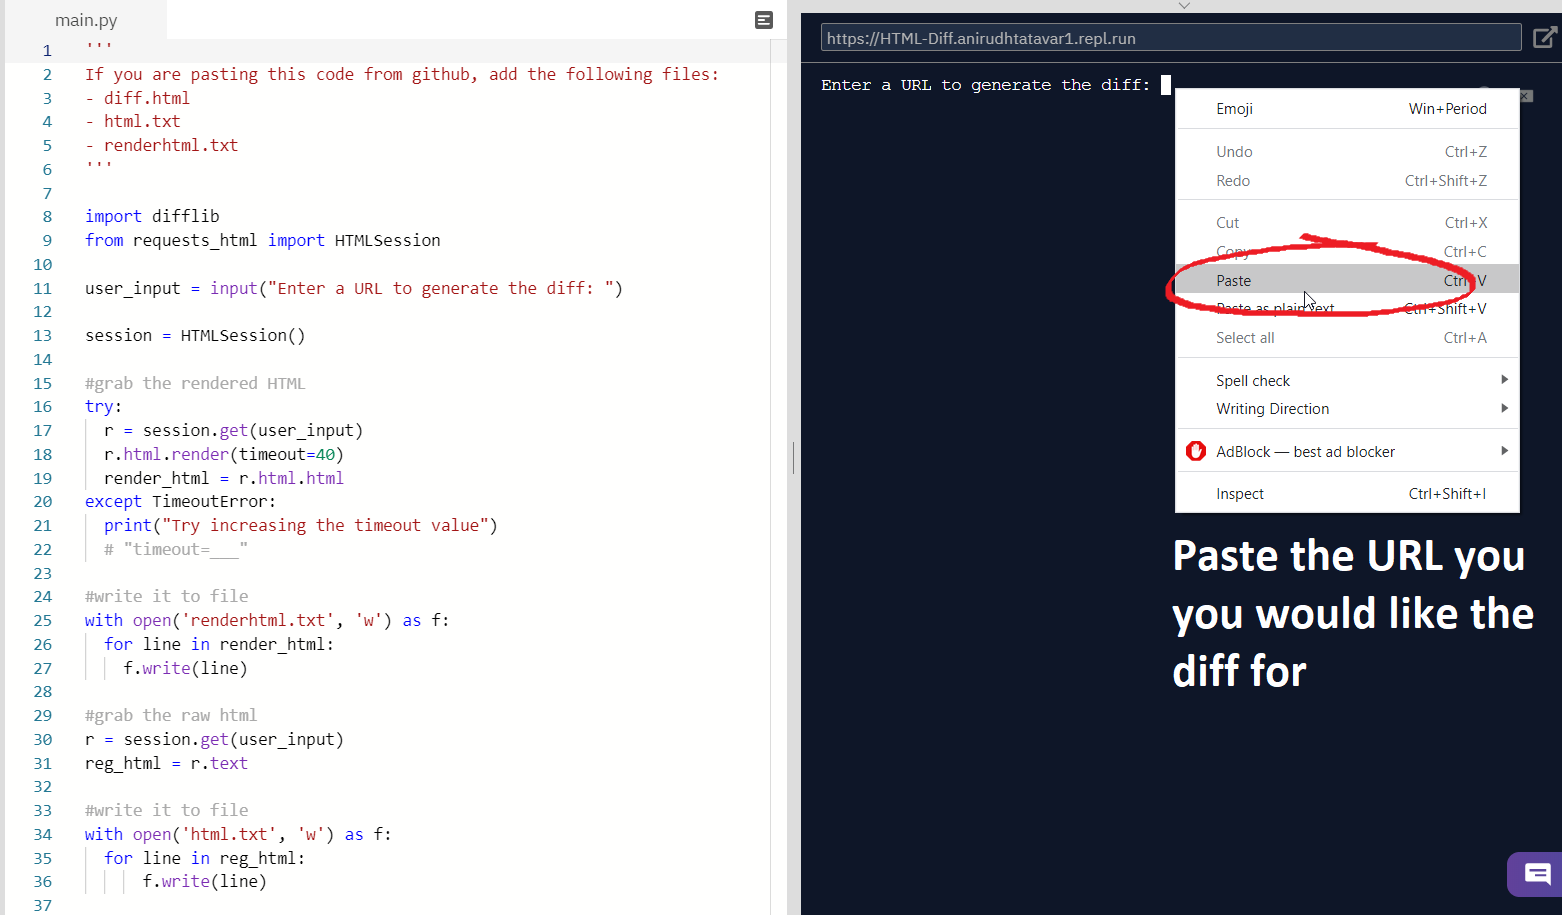 main.py
1 '''
2 If you are pasting this code from github, add the following files:
3 - diff.html
4 - html.txt
5 - renderhtml.txt
6 '''
7
8 import difflib
9 from requests_html import HTMLSession
10
11 user_input = input("Enter a URL to generate the diff: ")
12
13 session = HTMLSession()
14
15 #grab the rendered HTML
16 try:
17 r = session.get(user_input)
18 r.html.render(timeout=40)
19 render_html = r.html.html
20 except TimeoutError:
21 print("Try increasing the timeout value")
22 # "timeout=___"
23
24 #write it to file
25 with open('renderhtml.txt', 'w') as f:
26 for line in render_html:
27 f.write(line)
28
29 #grab the raw html
30 r = session.get(user_input)
31 reg_html = r.text
32
33 #write it to file
34 with open('html.txt', 'w') as f:
35 for line in reg_html:
36 f.write(line)
37
https://HTML-Diff.anirudhtatavar1.repl.run
Enter a URL to generate the diff:
Emoji Win+Period
Undo Ctrl+Z
Redo Ctrl+Shift+Z
Cut Ctrl+X
Copy Ctrl+C
Paste Ctrl+V
Paste as plain text Ctrl+Shift+V
Select all Ctrl+A
Spell check
Writing Direction
AdBlock — best ad blocker
Inspect Ctrl+Shift+I
Paste the URL you
you would like the
diff for